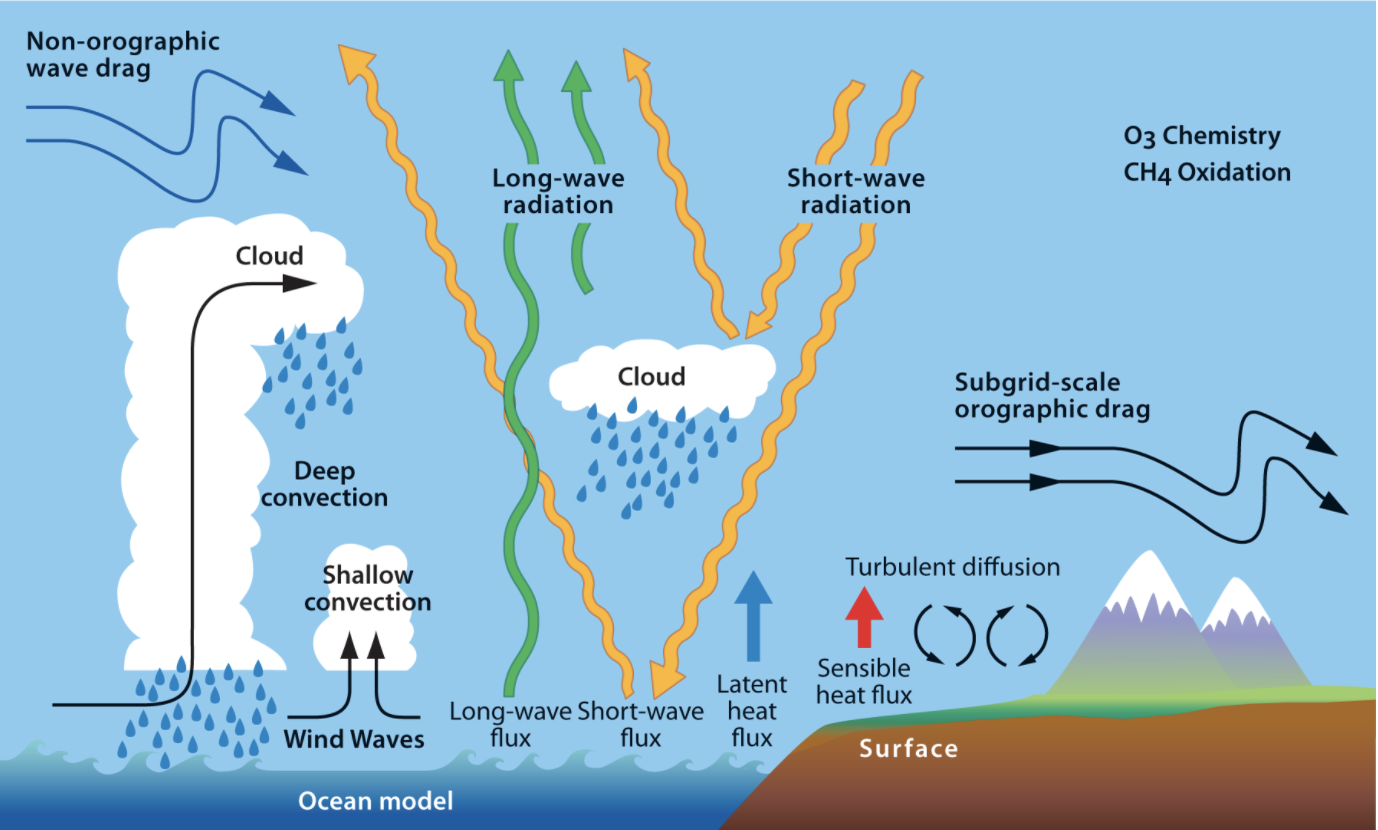 Non-orographic
wave drag
Long-wave
radiation
Short-wave
radiation
O3 Chemistry
CH4 Oxidation
Cloud
Cloud
Subgrid-scale
orographic drag
Deep
convection
Shallow
convection
Turbulent diffusion
Sensible
heat flux
Latent
heat
flux
Long-wave
flux
Short-wave
flux
Wind Waves
Surface
Ocean model